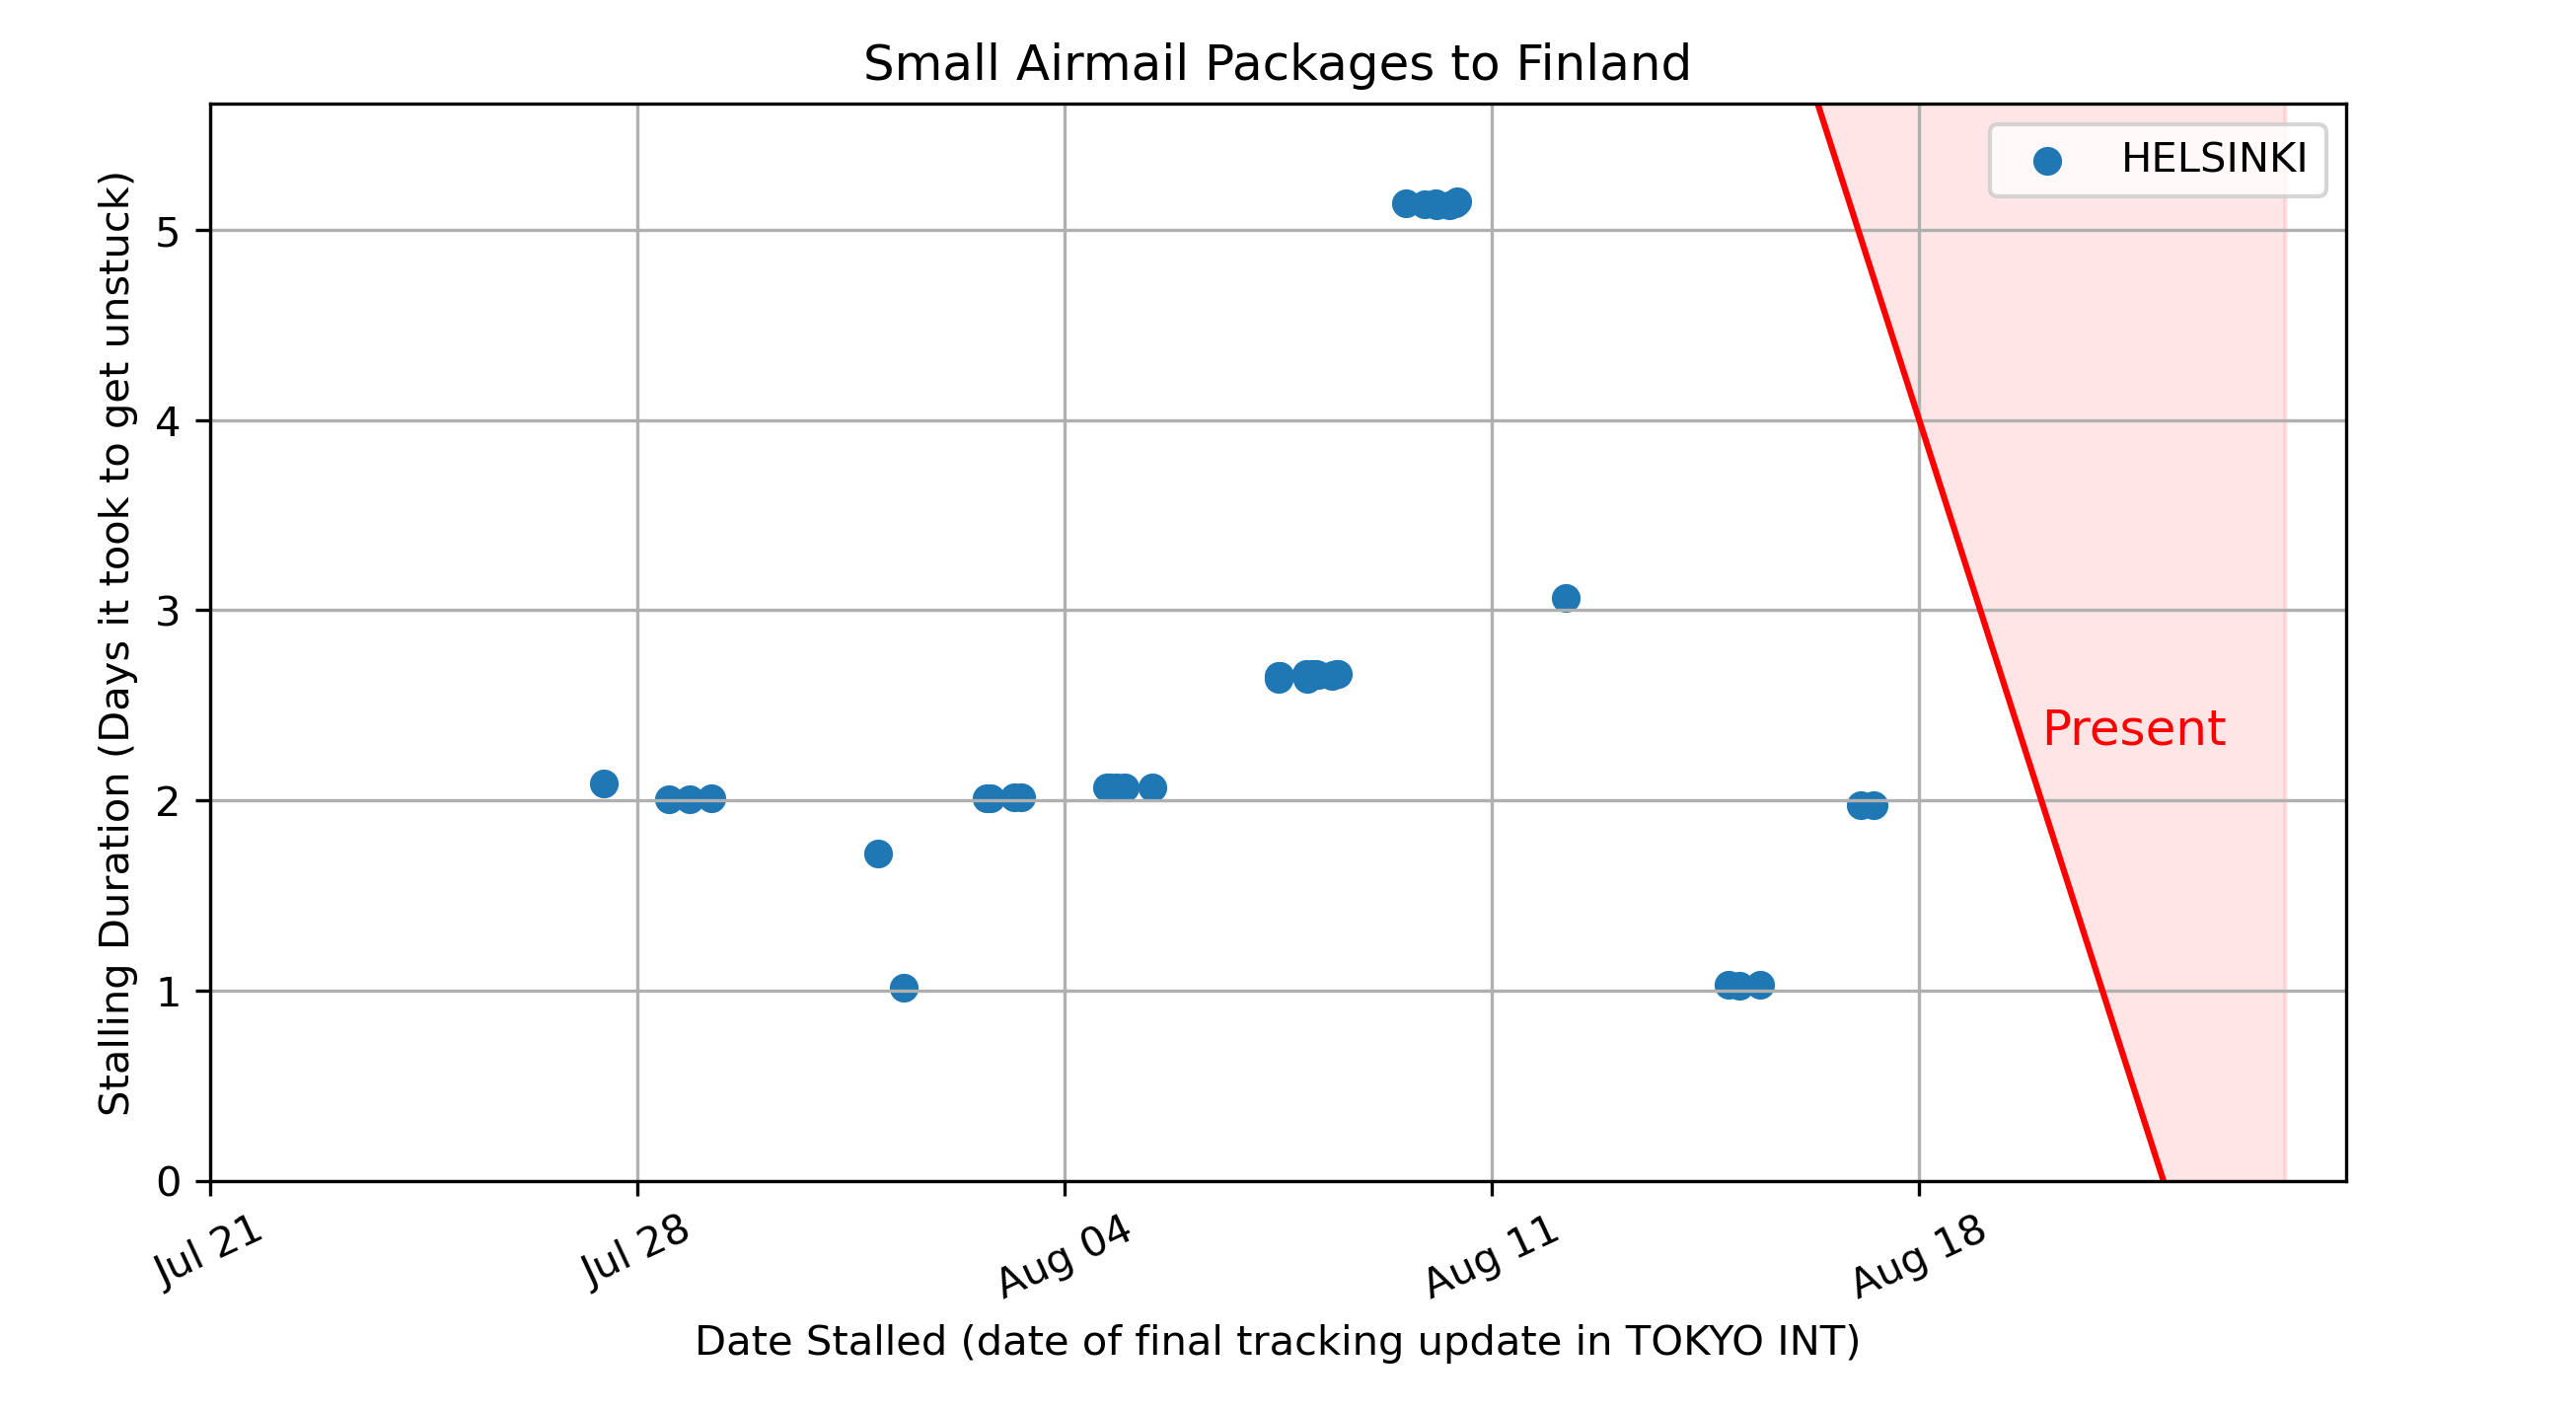 Small Airmail Packages to Finland
HELSINKI
Stalling Duration (Days it took to get unstuck)
5
4
3
2
1
0
Present
Jul 21
Jul 28
Aug 04
Aug 11
Aug 18
Date Stalled (date of final tracking update in TOKYO INT)